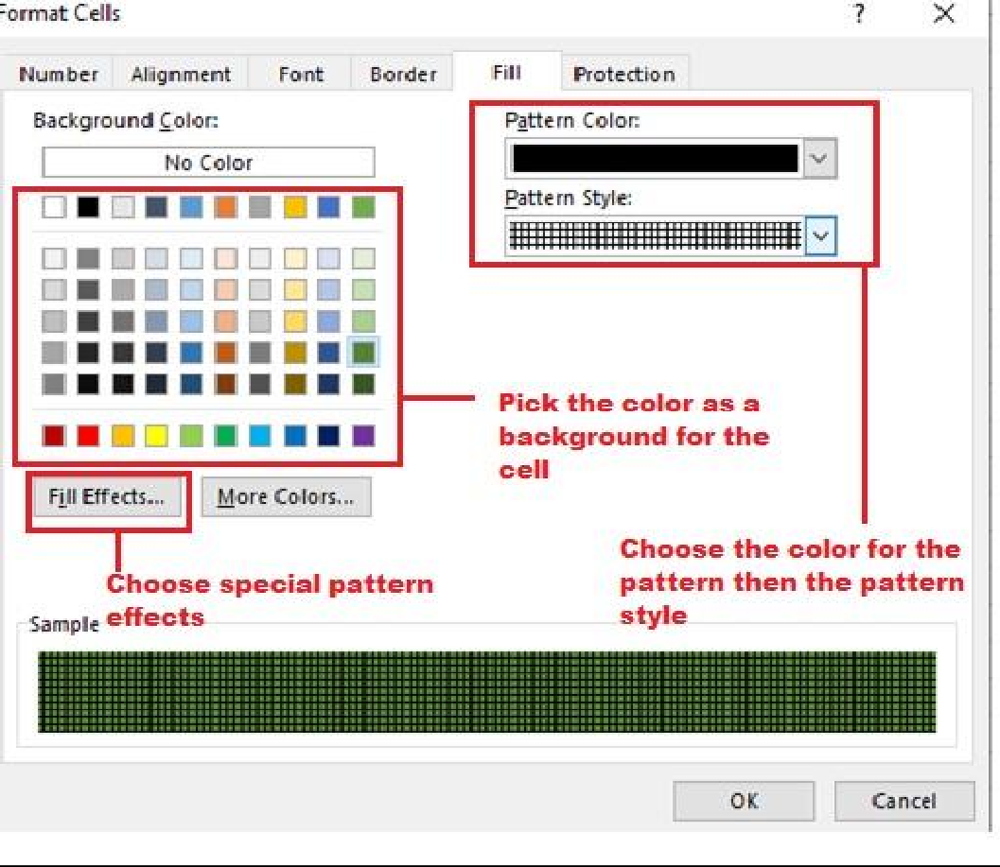 Format Cells
? X
Number Alignment Font Border Fill Protection
Background Color:
No Color
Pattern Color:
Pattern Style:
Pick the color as a
background for the
cell
Fill Effects... More Colors...
Choose the color for the
pattern then the pattern
style
Choose special pattern
effects
Sample
OK Cancel